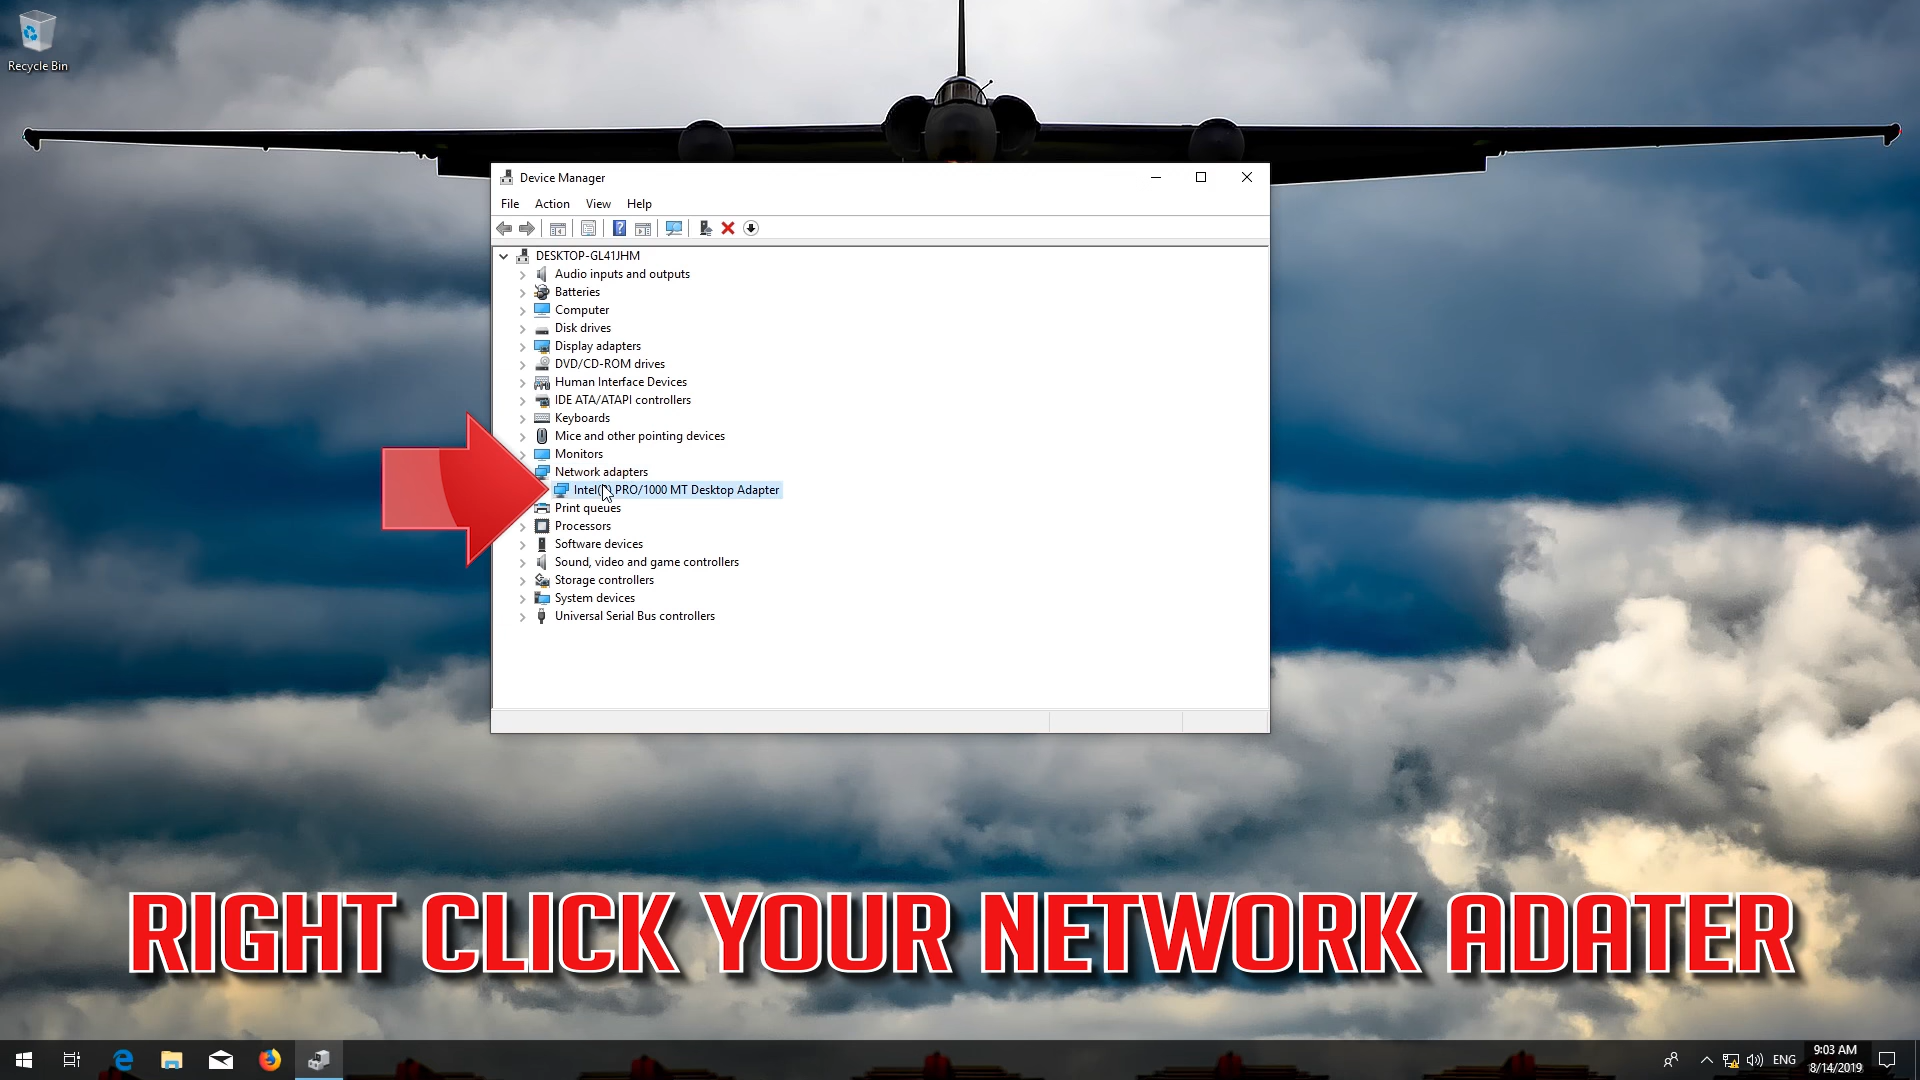 Recycle Bin
Device Manager
File Action View Help
DESKTOP-GL41JHM
Audio inputs and outputs
Batteries
Computer
Disk drives
Display adapters
DVD/CD-ROM drives
Human Interface Devices
IDE ATA/ATAPI controllers
Keyboards
Mice and other pointing devices
Monitors
Network adapters
Intel(R) PRO/1000 MT Desktop Adapter
Print queues
Processors
Software devices
Sound, video and game controllers
Storage controllers
System devices
Universal Serial Bus controllers
RIGHT CLICK YOUR NETWORK ADATER
ENG
9:03 AM
8/14/2019